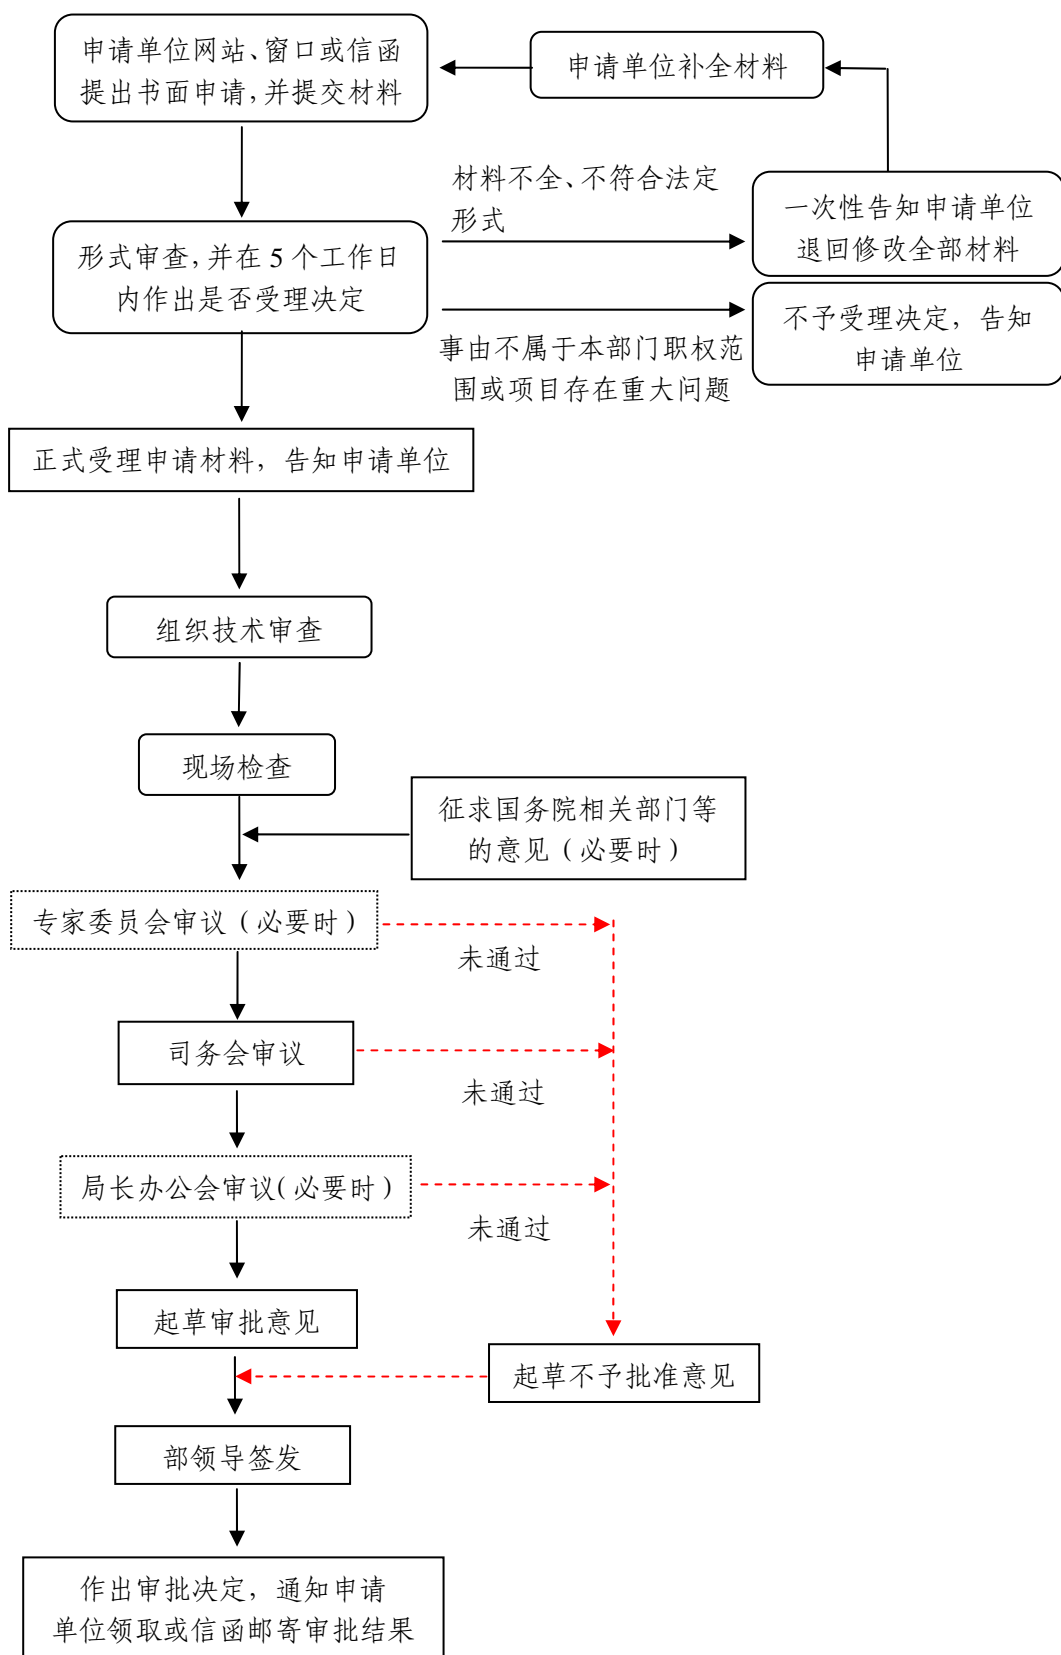 申请单位网站、窗口或信函
提出书面申请,并提交材料
申请单位补全材料
材料不全、不符合法定
形式
一次性告知申请单位
退回修改全部材料
形式审查,并在 5 个工作日
内作出是否受理决定
不予受理决定，告知
申请单位
事由不属于本部门职权范
围或项目存在重大问题
正式受理申请材料，告知申请单位
组织技术审查
现场检查
征求国务院相关部门等
的意见（必要时）
专家委员会审议（必要时）
未通过
司务会审议
未通过
局长办公会审议(必要时）
未通过
起草审批意见
起草不予批准意见
部领导签发
作出审批决定，通知申请
单位领取或信函邮寄审批结果